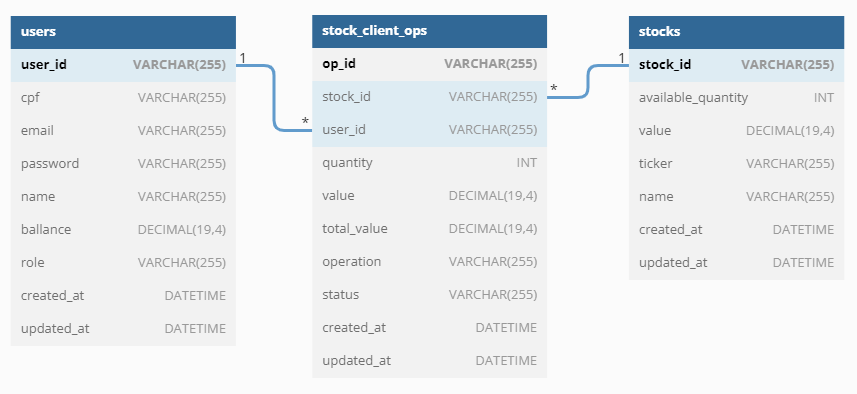 users
user_id VARCHAR(255)
cpf VARCHAR(255)
email VARCHAR(255)
password VARCHAR(255)
name VARCHAR(255)
ballance DECIMAL(19,4)
role VARCHAR(255)
created_at DATETIME
updated_at DATETIME
1
*
stock_client_ops
op_id VARCHAR(255)
stock_id VARCHAR(255)
user_id VARCHAR(255)
quantity INT
value DECIMAL(19,4)
total_value DECIMAL(19,4)
operation VARCHAR(255)
status VARCHAR(255)
created_at DATETIME
updated_at DATETIME
*
1
stocks
stock_id VARCHAR(255)
available_quantity INT
value DECIMAL(19,4)
ticker VARCHAR(255)
name VARCHAR(255)
created_at DATETIME
updated_at DATETIME